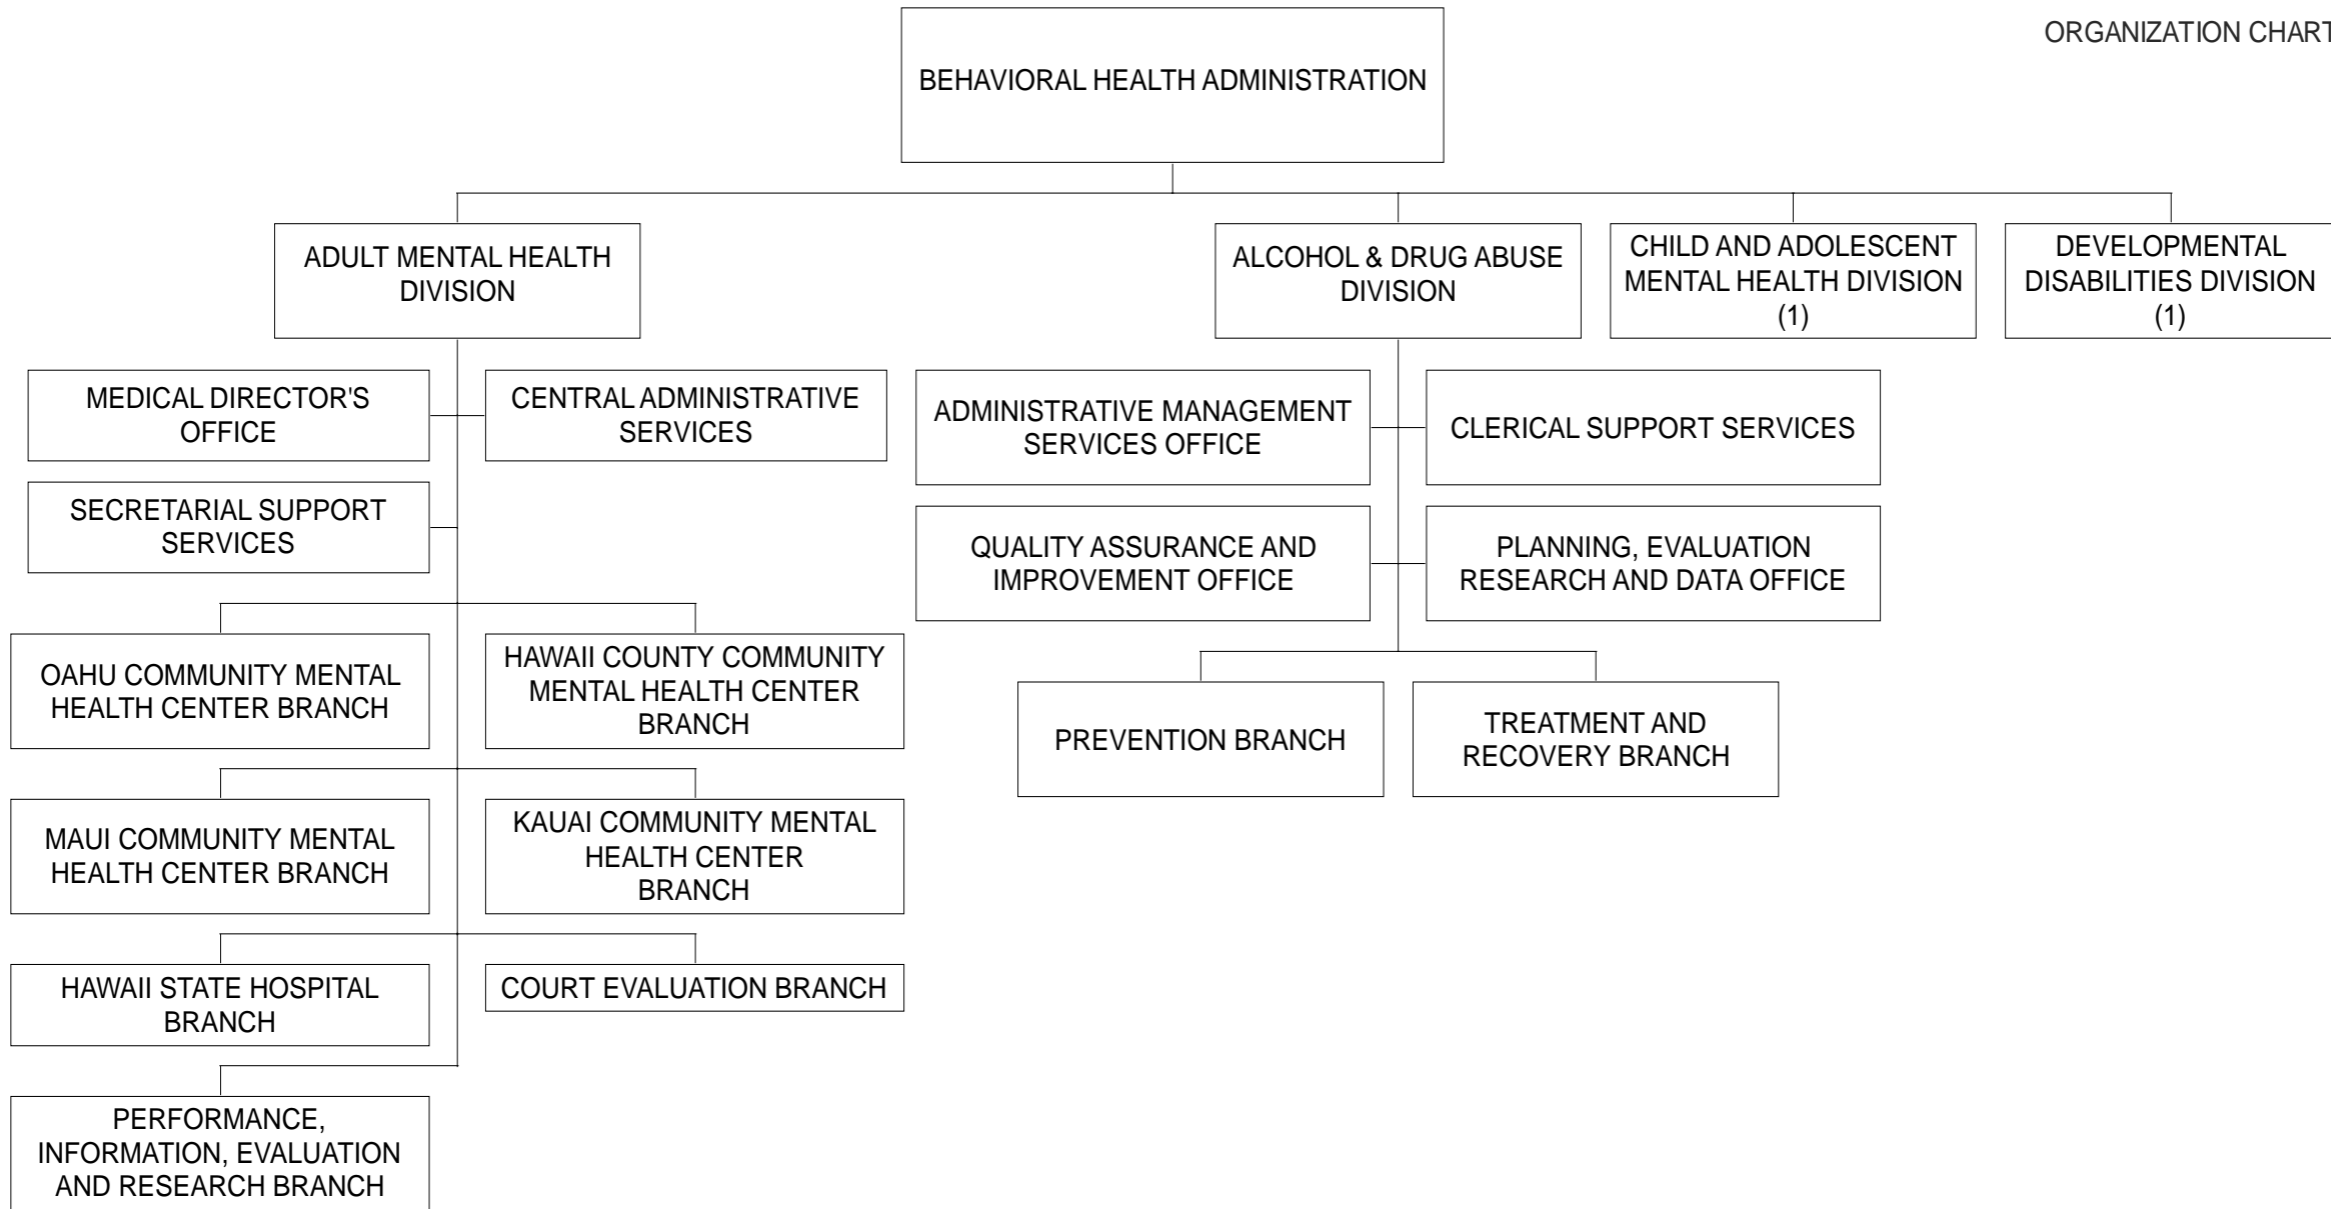 ORGANIZATION CHART
BEHAVIORAL HEALTH ADMINISTRATION
ADULT MENTAL HEALTH
DIVISION
ALCOHOL & DRUG ABUSE
DIVISION
CHILD AND ADOLESCENT
MENTAL HEALTH DIVISION
(1)
DEVELOPMENTAL
DISABILITIES DIVISION
(1)
MEDICAL DIRECTOR'S
OFFICE
CENTRAL ADMINISTRATIVE
SERVICES
SECRETARIAL SUPPORT
SERVICES
OAHU COMMUNITY MENTAL
HEALTH CENTER BRANCH
HAWAII COUNTY COMMUNITY
MENTAL HEALTH CENTER
BRANCH
MAUI COMMUNITY MENTAL
HEALTH CENTER BRANCH
KAUAI COMMUNITY MENTAL
HEALTH CENTER
BRANCH
HAWAII STATE HOSPITAL
BRANCH
COURT EVALUATION BRANCH
PERFORMANCE,
INFORMATION, EVALUATION
AND RESEARCH BRANCH
ADMINISTRATIVE MANAGEMENT
SERVICES OFFICE
CLERICAL SUPPORT SERVICES
QUALITY ASSURANCE AND
IMPROVEMENT OFFICE
PLANNING, EVALUATION
RESEARCH AND DATA OFFICE
PREVENTION BRANCH
TREATMENT AND
RECOVERY BRANCH